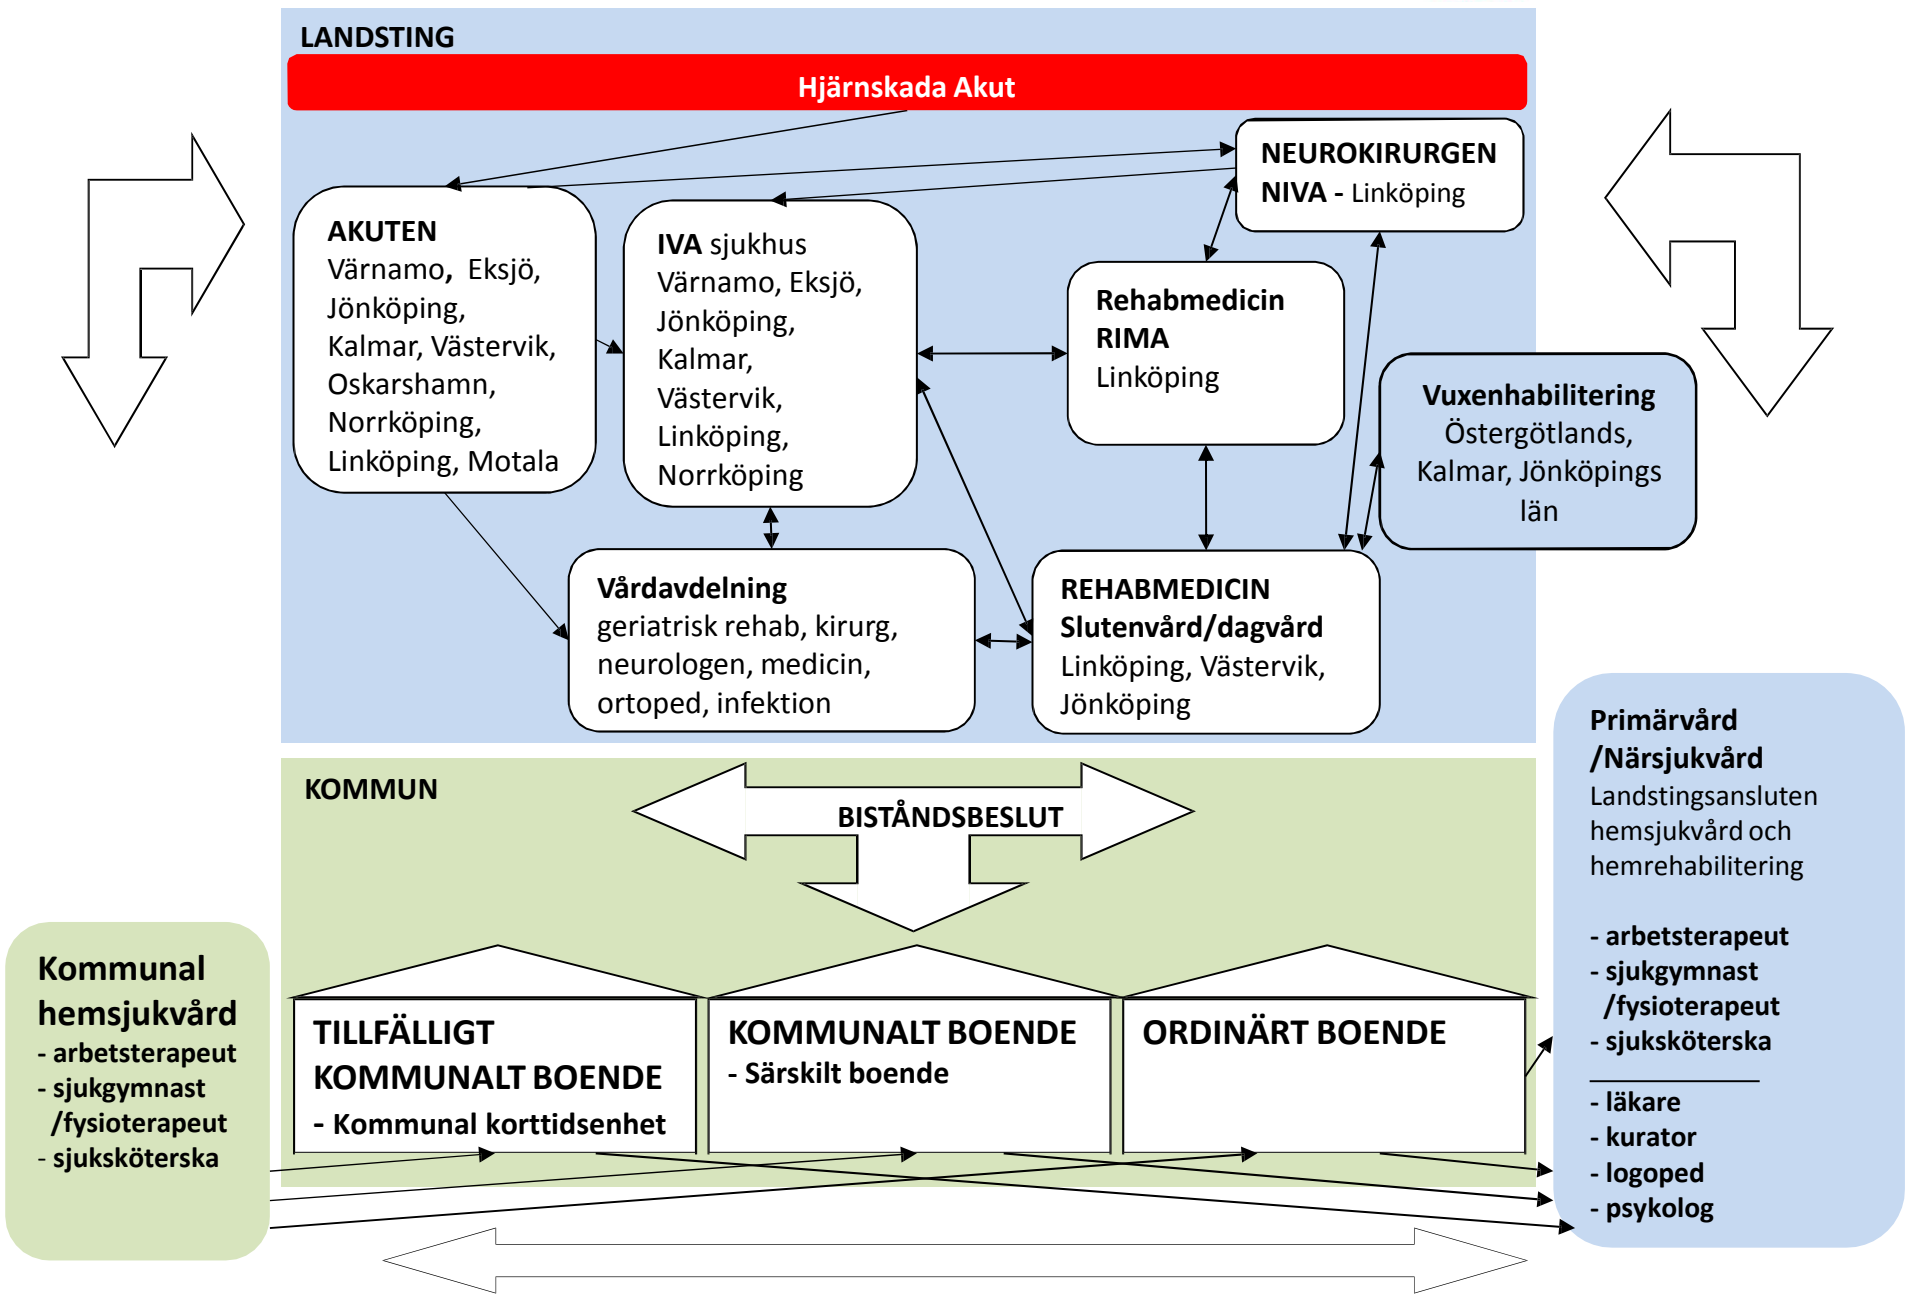 LANDSTING
Hjärnskada Akut
NEUROKIRURGEN
NIVA - Linköping
AKUTEN
Värnamo, Eksjö,
Jönköping,
Kalmar, Västervik,
Oskarshamn,
Norrköping,
Linköping, Motala
IVA sjukhus
Värnamo, Eksjö,
Jönköping,
Kalmar,
Västervik,
Linköping,
Norrköping
Rehabmedicin
RIMA
Linköping
Vuxenhabilitering
Östergötlands,
Kalmar, Jönköpings
län
Vårdavdelning
geriatrisk rehab, kirurg,
neurologen, medicin,
ortoped, infektion
REHABMEDICIN
Slutenvård/dagvård
Linköping, Västervik,
Jönköping
KOMMUN
BISTÅNDSBESLUT
Kommunal
hemsjukvård
- arbetsterapeut
- sjukgymnast
/fysioterapeut
- sjuksköterska
TILLFÄLLIGT
KOMMUNALT BOENDE
- Kommunal korttidsenhet
KOMMUNALT BOENDE
- Särskilt boende
ORDINÄRT BOENDE
Primärvård
/Närsjukvård
Landstingsansluten
hemsjukvård och
hemrehabilitering
- arbetsterapeut
- sjukgymnast
/fysioterapeut
- sjuksköterska
- läkare
- kurator
- logoped
- psykolog